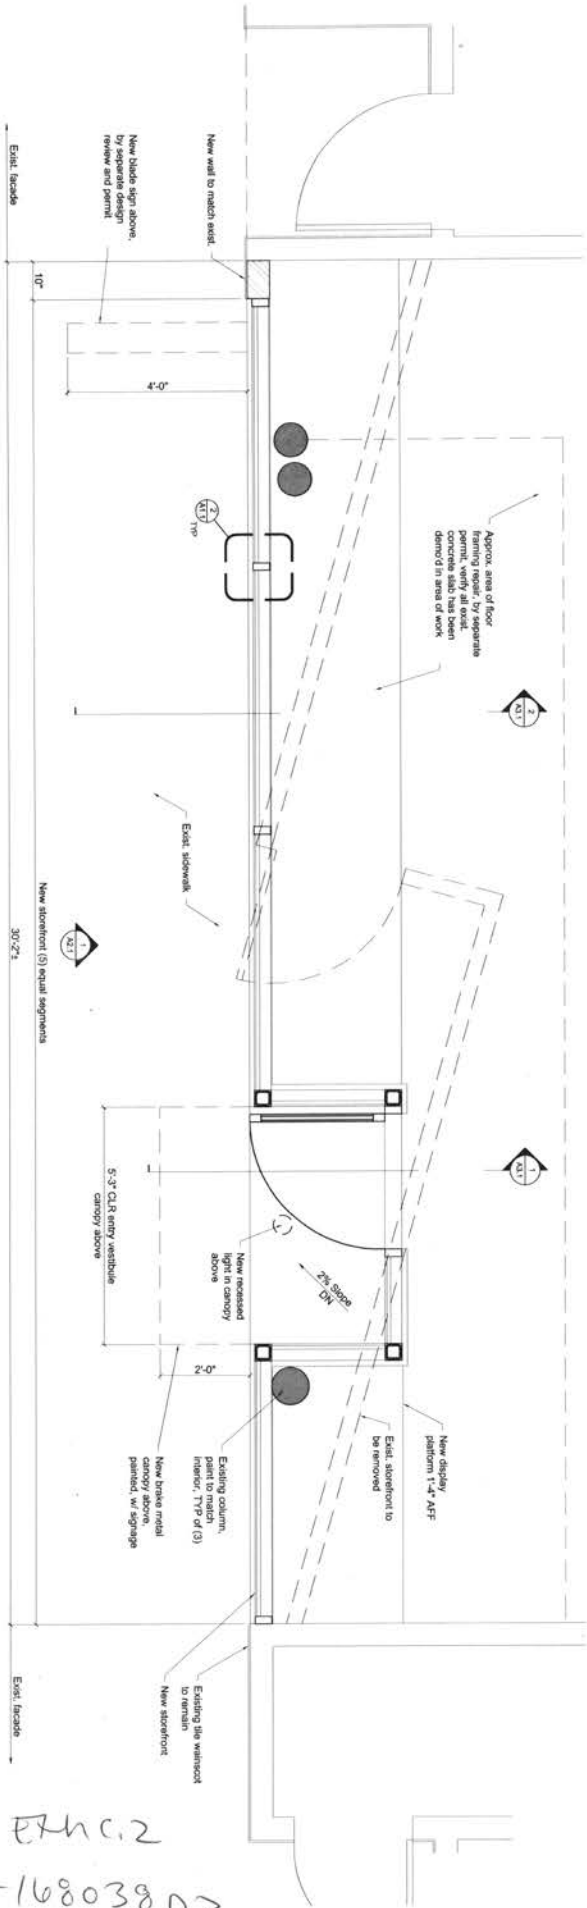 New display
platform 1'-4" AFF
Exist. storefront to
be removed
Approx. area of floor
framing repair, by separate
permit, verify all exist.
concrete slab has been
demo'd in area of work
2
A3.1
1
A3.1
2% Slope
DN
New recessed
light in canopy
above
Existing column,
paint to match
interior, TYP of (3)
New wall to match exist.
New blade sign above,
by separate design
review and permit
4'-0"
2
A1.1
TYP
Exist. sidewalk
1
A2.1
5'-3" CLR entry vestibule
canopy above
2'-0"
New brake metal
canopy above,
painted, w/ signage
Existing tile wainscot
to remain
New storefront
10"
New storefront (5) equal segments
Exist. facade
30'-2"±
Exist. facade
Exh C.2
-168038 DZ